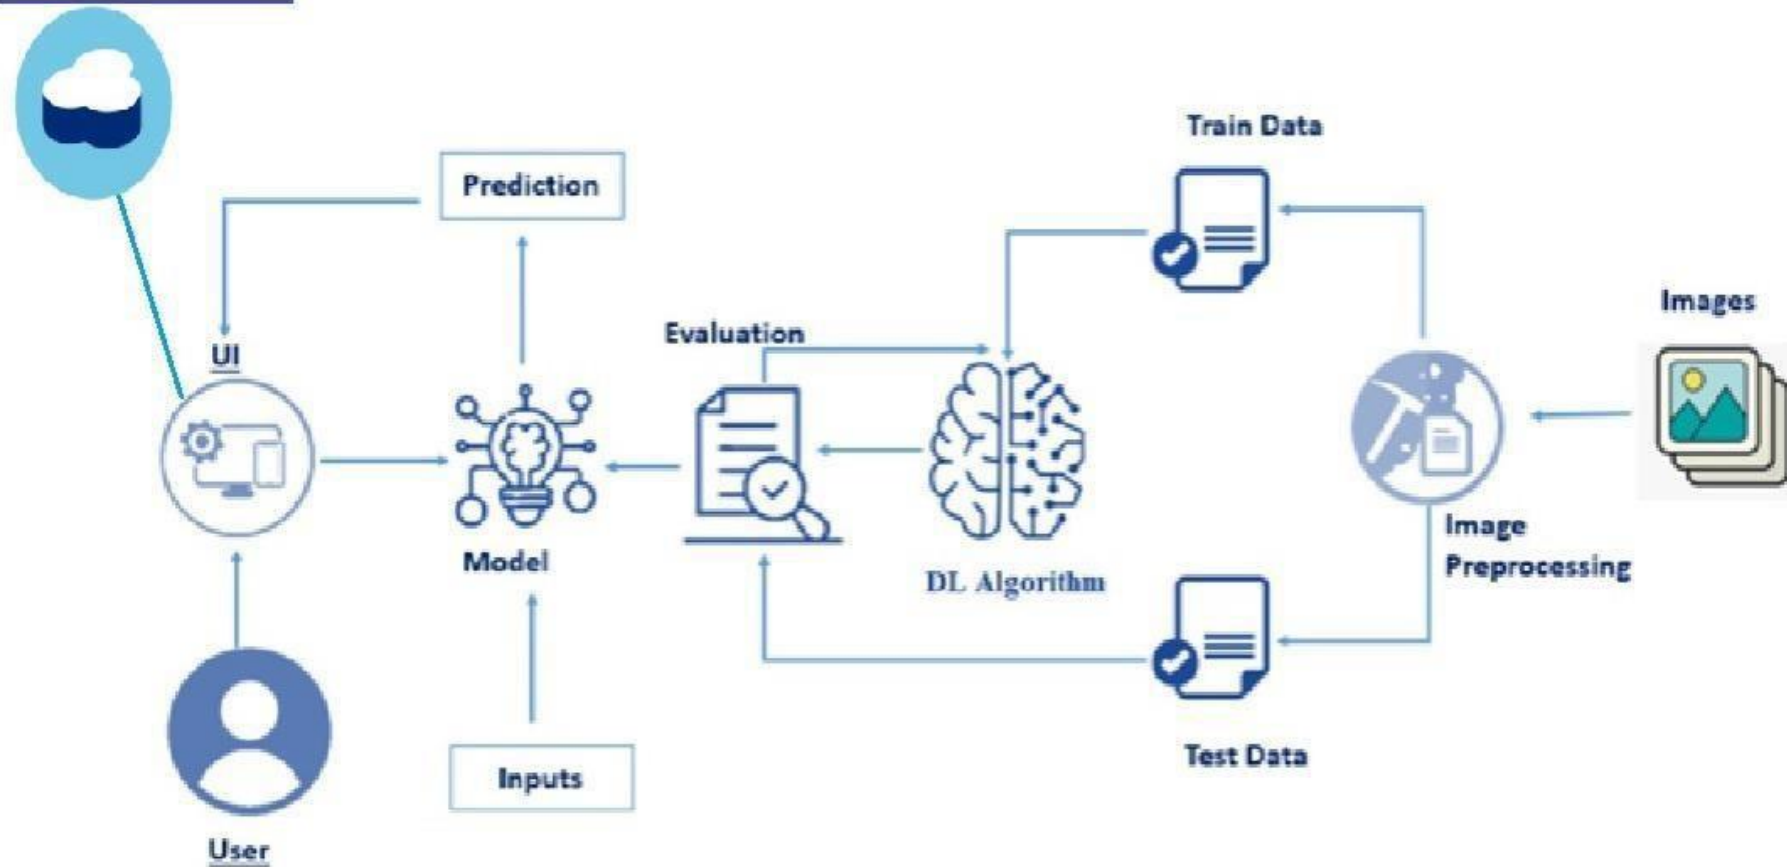 Train Data
Prediction
Images
Evaluation
UI
Image
Preprocessing
Model
DL Algorithm
Test Data
Inputs
User